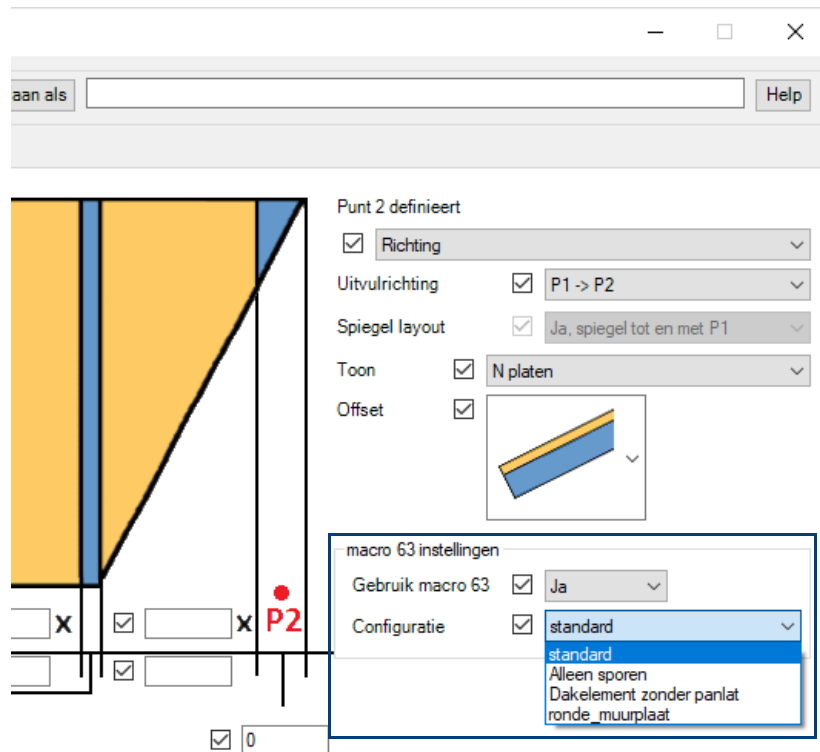 aan als
Help
Punt 2 definieert
Richting
Uitvulrichting
P1 -> P2
Spiegel layout
Ja, spiegel tot en met P1
Toon
N platen
Offset
macro 63 instellingen
Gebruik macro 63
Ja
Configuratie
standard
standard
Alleen sporen
Dakelement zonder panlat
ronde_muurplaat
x
x
P2
0